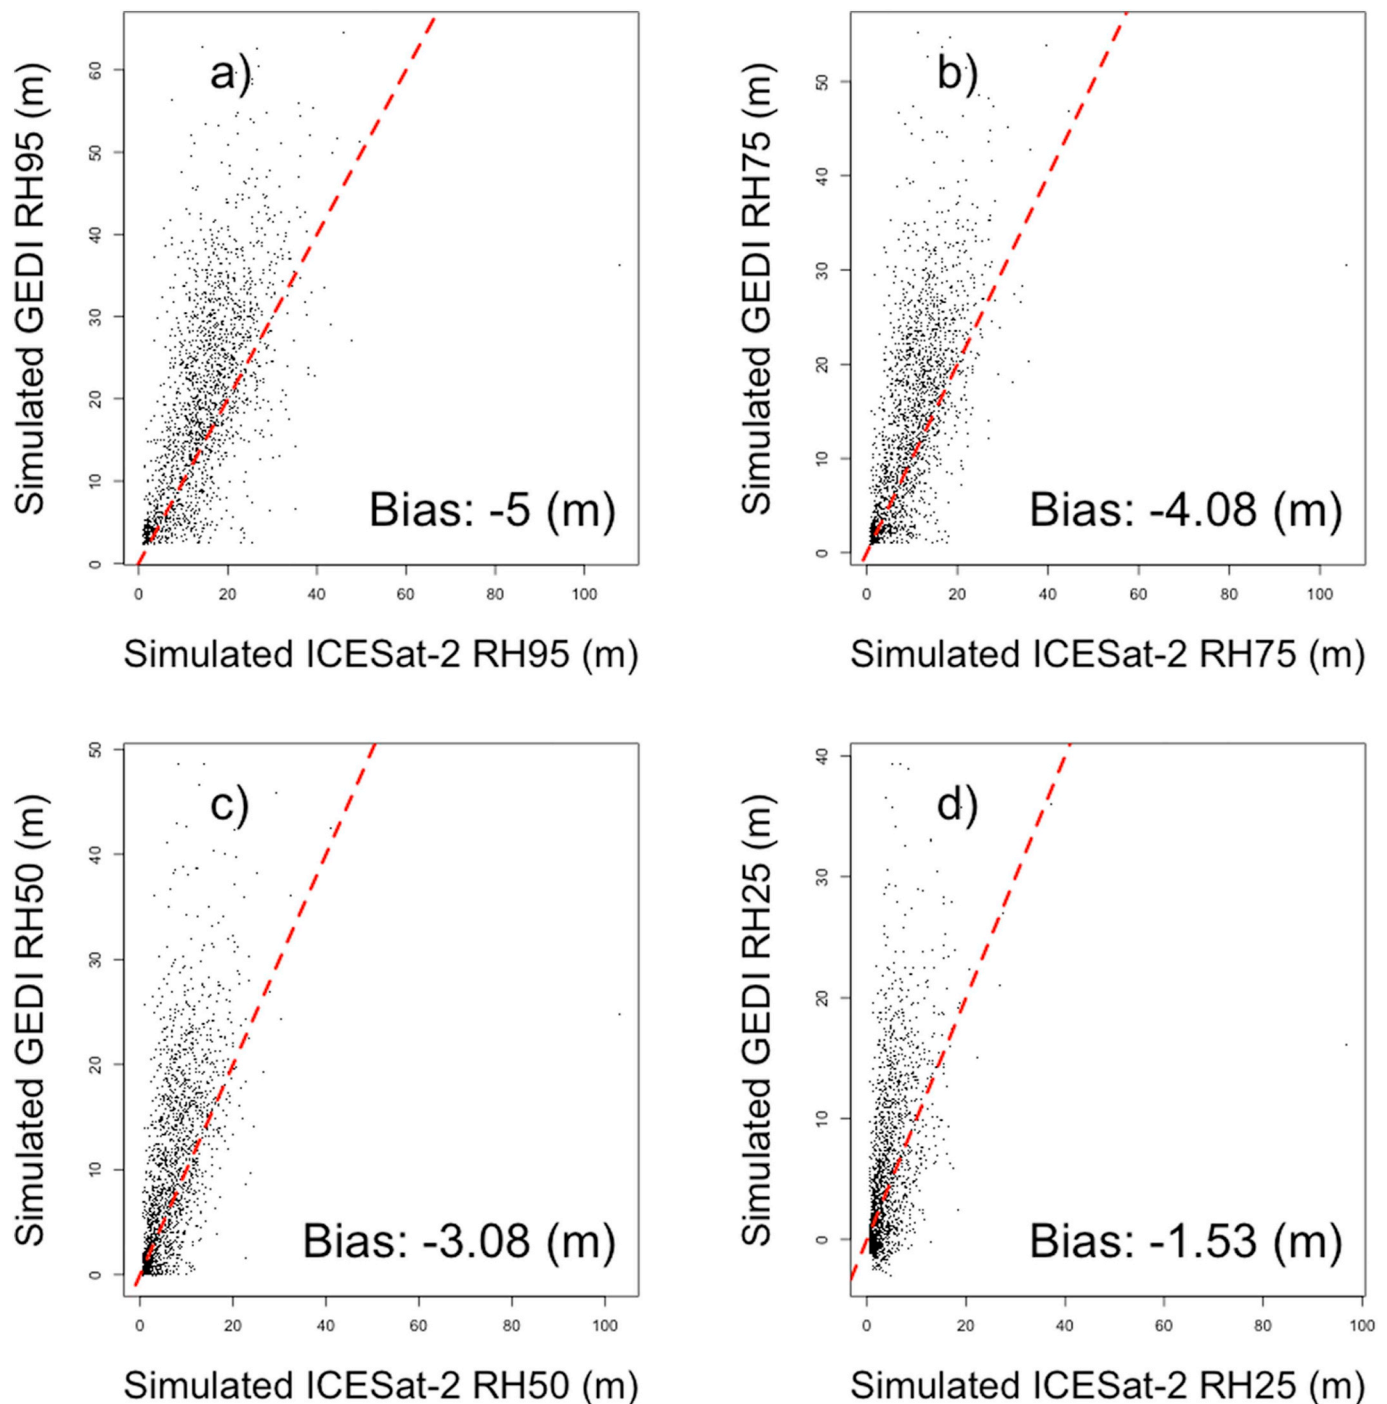 a)
Simulated GEDI RH95 (m)
60
50
40
30
20
10
0
Bias: -5 (m)
0 20 40 60 80 100
Simulated ICESat-2 RH95 (m)
b)
Simulated GEDI RH75 (m)
50
40
30
20
10
0
Bias: -4.08 (m)
0 20 40 60 80 100
Simulated ICESat-2 RH75 (m)
c)
Simulated GEDI RH50 (m)
50
40
30
20
10
0
Bias: -3.08 (m)
0 20 40 60 80 100
Simulated ICESat-2 RH50 (m)
d)
Simulated GEDI RH25 (m)
40
30
20
10
0
Bias: -1.53 (m)
0 20 40 60 80 100
Simulated ICESat-2 RH25 (m)